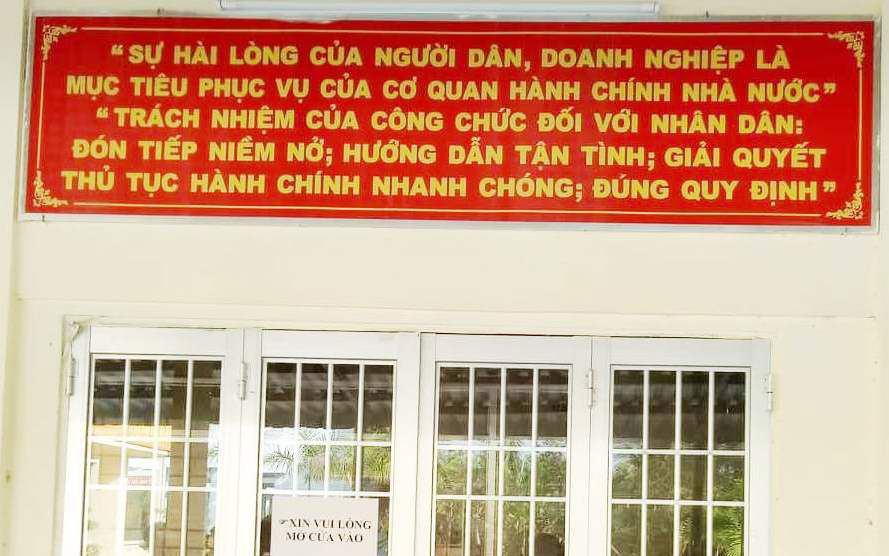 “ SỰ HÀI LÒNG CỦA NGƯỜI DÂN, DOANH NGHIỆP LÀ
MỤC TIÊU PHỤC VỤ CỦA CƠ QUAN HÀNH CHÍNH NHÀ NƯỚC”
“ TRÁCH NHIỆM CỦA CÔNG CHỨC ĐỐI VỚI NHÂN DÂN:
ĐÓN TIẾP NIỀM NỞ; HƯỚNG DẪN TẬN TÌNH; GIẢI QUYẾT
THỦ TỤC HÀNH CHÍNH NHANH CHÓNG; ĐÚNG QUY ĐỊNH”
☞XIN VUI LÒNG
MỞ CỬA VÀO